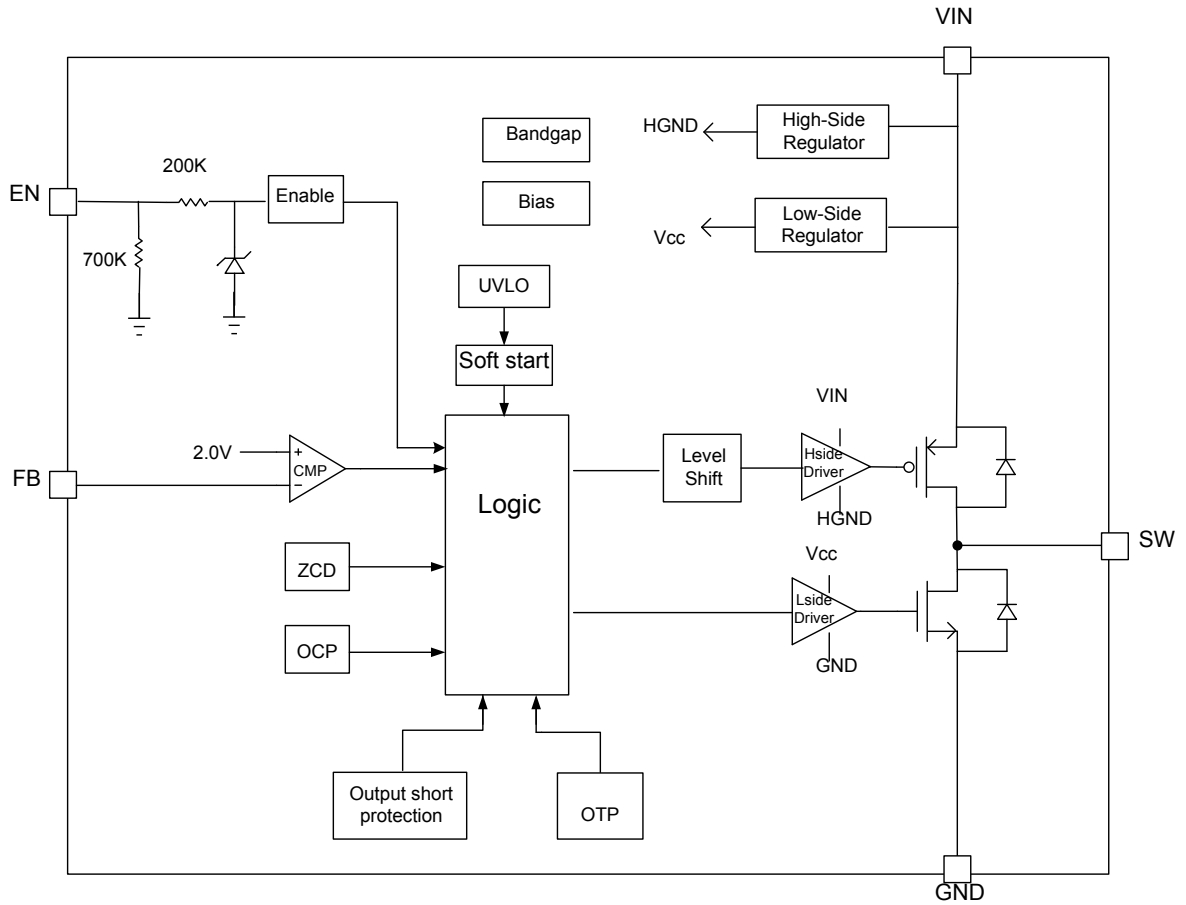 VIN
High-Side
Regulator
HGND
Bandgap
200K
EN
Enable
Bias
Low-Side
Regulator
Vcc
700K
UVLO
Soft start
VIN
2.0V
+
CMP
−
FB
Level
Shift
Hside
Driver
Logic
HGND
SW
Vcc
ZCD
Lside
Driver
OCP
GND
Output short
protection
OTP
GND